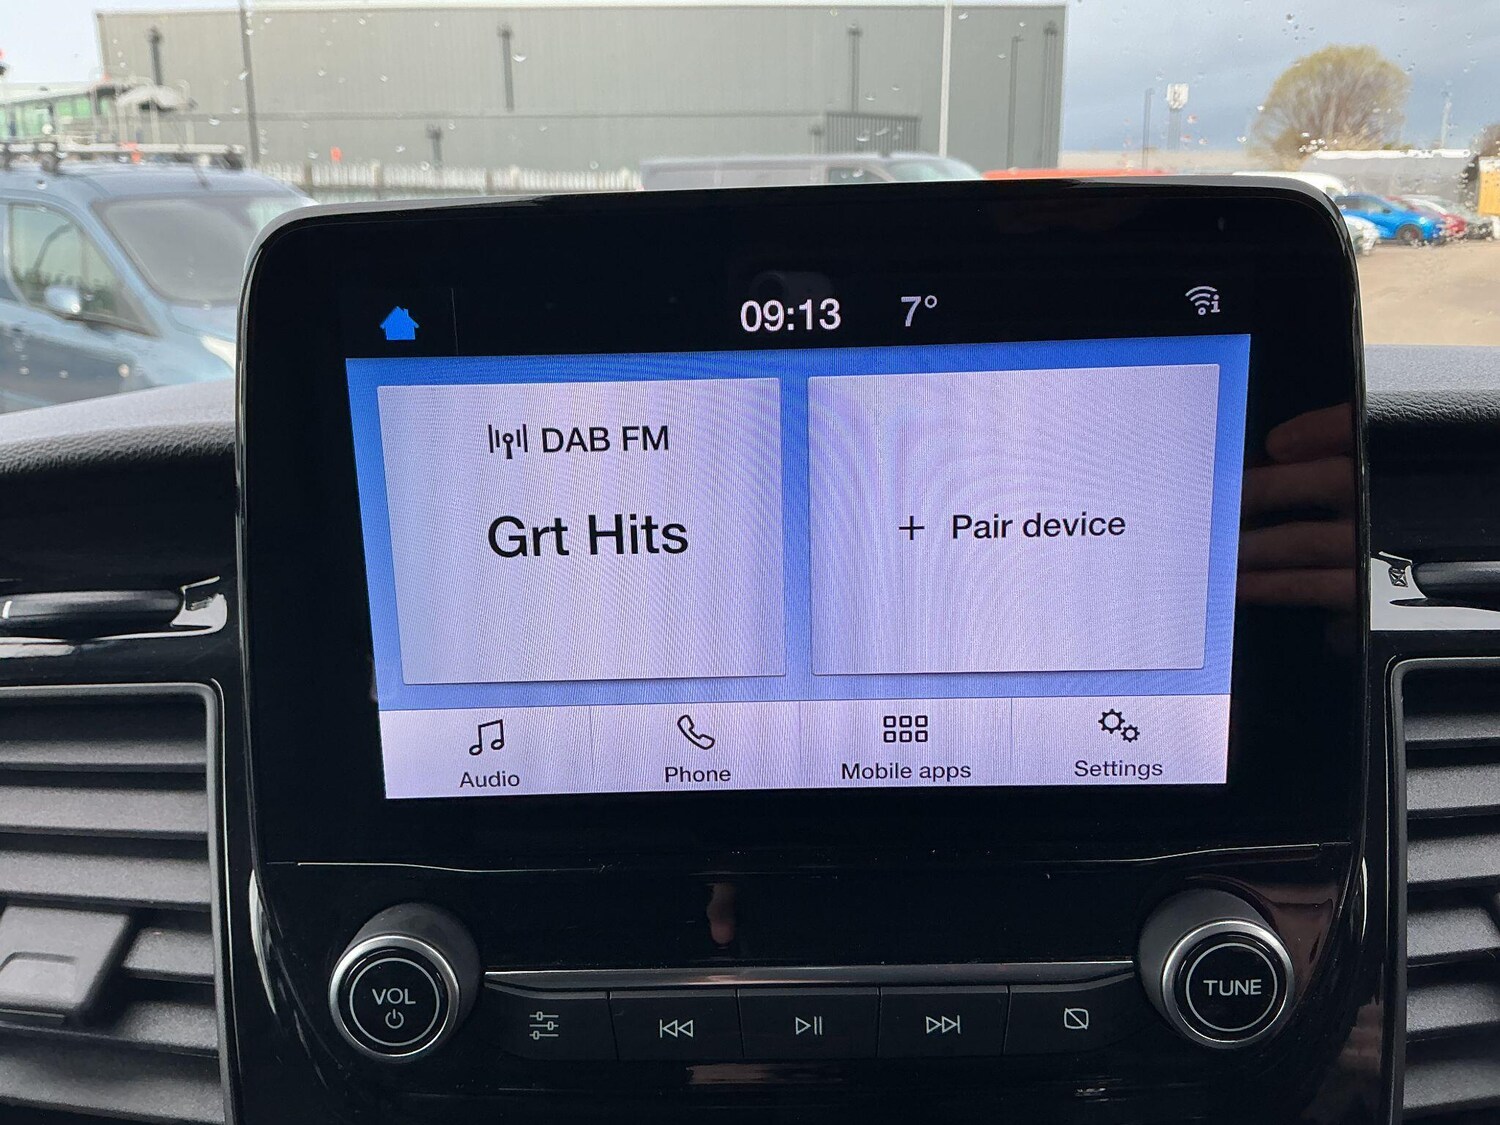 09:13 7°
DAB FM
Grt Hits
+ Pair device
Audio Phone Mobile apps Settings
VOL
TUNE